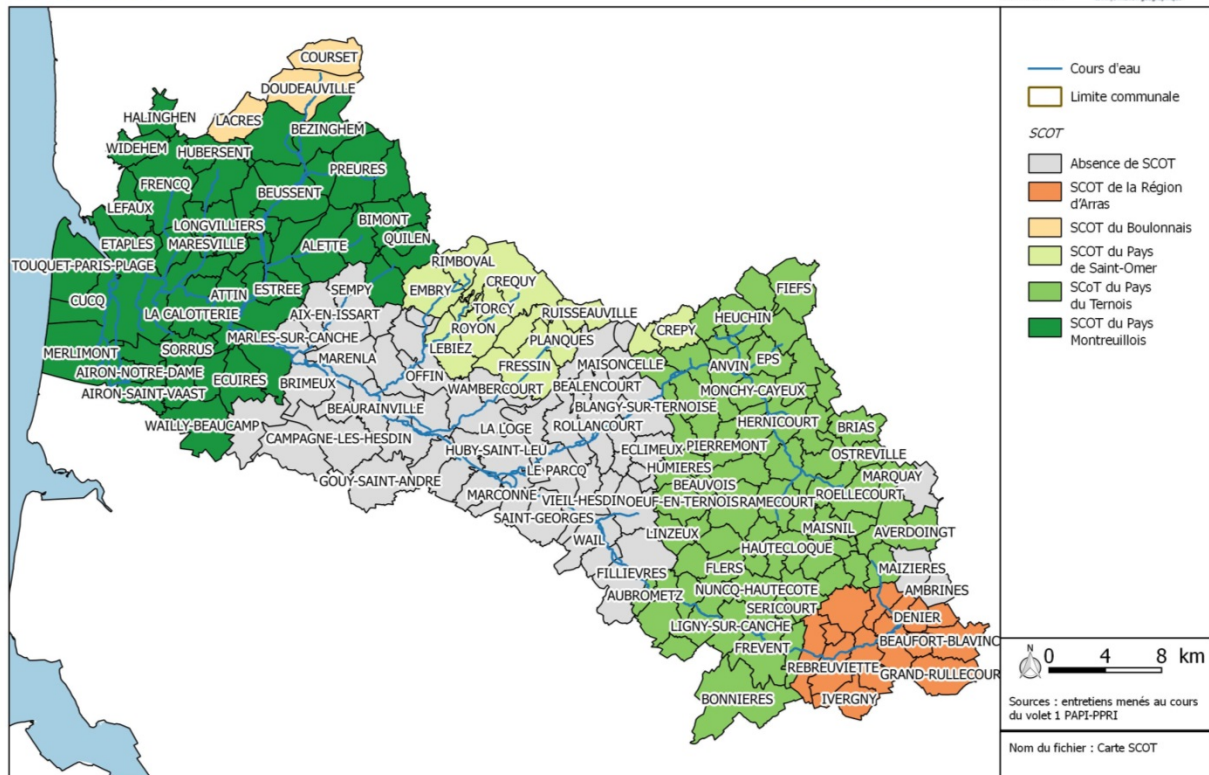 COURSET
DOUDEAUVILLE
HALINGHEN
LACRES
BEZINGHEM
WIDEHEM
HUBERSENT
PREURES
FRENCQ
BEUSSENT
LEFAUX
BIMONT
LONGVILLIERS
ETAPLES
MARESVILLE
ALETTE
QUILEN
TOUQUET-PARIS-PLAGE
RIMBOVAL
FIEFS
CUCQ
ATTIN
ESTREE
SEMPY
EMBRY
CREQUY
LA CALOTTERIE
AIX-EN-ISSART
TORCY
RUISSEAUVILLE
HEUCHIN
ROYON
CREPY
MARLES-SUR-CANCHE
PLANQUES
MERLIMONT
SORRUS
MARENLA
LEBIEZ
MAISONCELLE
ANVIN
EPS
AIRON-NOTRE-DAME
FRESSIN
ECUIRES
BRIMEUX
OFFIN
WAMBERCOURT
BEALENCOURT
MONCHY-CAYEUX
AIRON-SAINT-VAAST
BEAURAINVILLE
BLANGY-SUR-TERNOISE
HERNICOURT
BRIAS
WAILLY-BEAUCAMP
LA LOGE
ROLLANCOURT
CAMPAGNE-LES-HESDIN
PIERREMONT
HUBY-SAINT-LEU
ECLIMEUX
OSTREVILLE
LE PARCQ
HUMIERES
MARQUAY
GOUY-SAINT-ANDRE
BEAUVOIS
MARCONNE
VIEIL-HESDIN
OEUF-EN-TERNOIS
RAMECOURT
ROELLECOURT
SAINT-GEORGES
MAISNIL
LINZEUX
AVERDOINGT
WAIL
HAUTECLOQUE
FILLIEVRES
FLERS
MAIZIERES
AUBROMETZ
NUNCQ-HAUTECOTE
AMBRINES
SERICOURT
DENIER
LIGNY-SUR-CANCHE
BEAUFORT-BLAVINC
FREVENT
REBREUVIETTE
GRAND-RULLECOUR
BONNIERES
IVERGNY
Cours d'eau
Limite communale
SCOT
Absence de SCOT
SCOT de la Région
d'Arras
SCOT du Boulonnais
SCOT du Pays
de Saint-Omer
SCoT du Pays
du Ternois
SCOT du Pays
Montreuillois
N
0 4 8 km
Sources : entretiens menés au cours
du volet 1 PAPI-PPRI
Nom du fichier : Carte SCOT